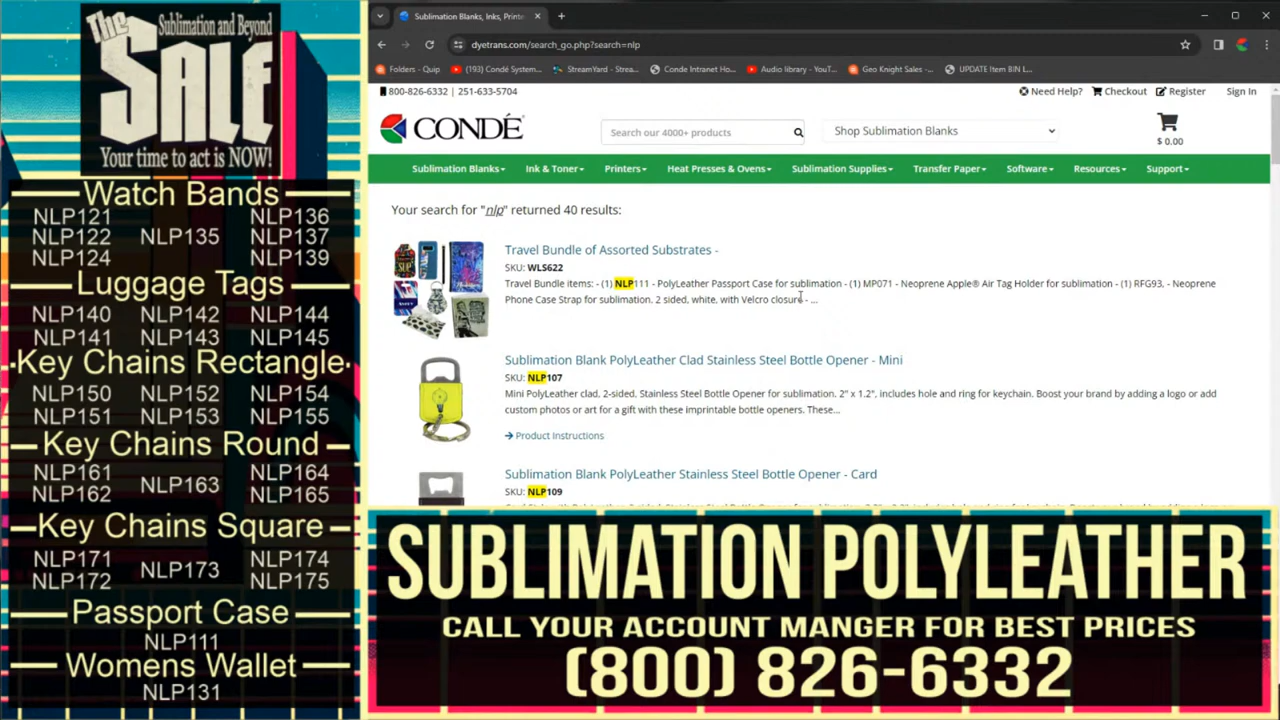 The Sublimation and Beyond
SALE
Your time to act is NOW!
Watch Bands
NLP121 NLP136
NLP122 NLP135 NLP137
NLP124 NLP139
Luggage Tags
NLP140 NLP142 NLP144
NLP141 NLP143 NLP145
Key Chains Rectangle
NLP150 NLP152 NLP154
NLP151 NLP153 NLP155
Key Chains Round
NLP161 NLP163 NLP164
NLP162 NLP165
Key Chains Square
NLP171 NLP173 NLP174
NLP172 NLP175
Passport Case
NLP111
Womens Wallet
NLP131
Sublimation Blanks, Inks, Printe
dyetrans.com/search_go.php?search=nlp
Folders - Quip (193) Condé System... StreamYard - Strea... Conde Intranet Ho... Audio library - YouT... Geo Knight Sales -... UPDATE Item BIN L...
800-826-6332 | 251-633-5704 Need Help? Checkout Register Sign In
CONDÉ Search our 4000+ products Shop Sublimation Blanks $ 0.00
Sublimation Blanks Ink & Toner Printers Heat Presses & Ovens Sublimation Supplies Transfer Paper Software Resources Support
Your search for "nlp" returned 40 results:
Travel Bundle of Assorted Substrates -
SKU: WLS622
Travel Bundle items: - (1) NLP111 - PolyLeather Passport Case for sublimation - (1) MP071 - Neoprene Apple® Air Tag Holder for sublimation - (1) RFG93, - Neoprene
Phone Case Strap for sublimation. 2 sided, white, with Velcro closure - ...
Sublimation Blank PolyLeather Clad Stainless Steel Bottle Opener - Mini
SKU: NLP107
Mini PolyLeather clad, 2-sided, Stainless Steel Bottle Opener for sublimation. 2" x 1.2", includes hole and ring for keychain. Boost your brand by adding a logo or add
custom photos or art for a gift with these imprintable bottle openers. These...
Product Instructions
Sublimation Blank PolyLeather Stainless Steel Bottle Opener - Card
SKU: NLP109
SUBLIMATION POLYLEATHER
CALL YOUR ACCOUNT MANGER FOR BEST PRICES
(800) 826-6332